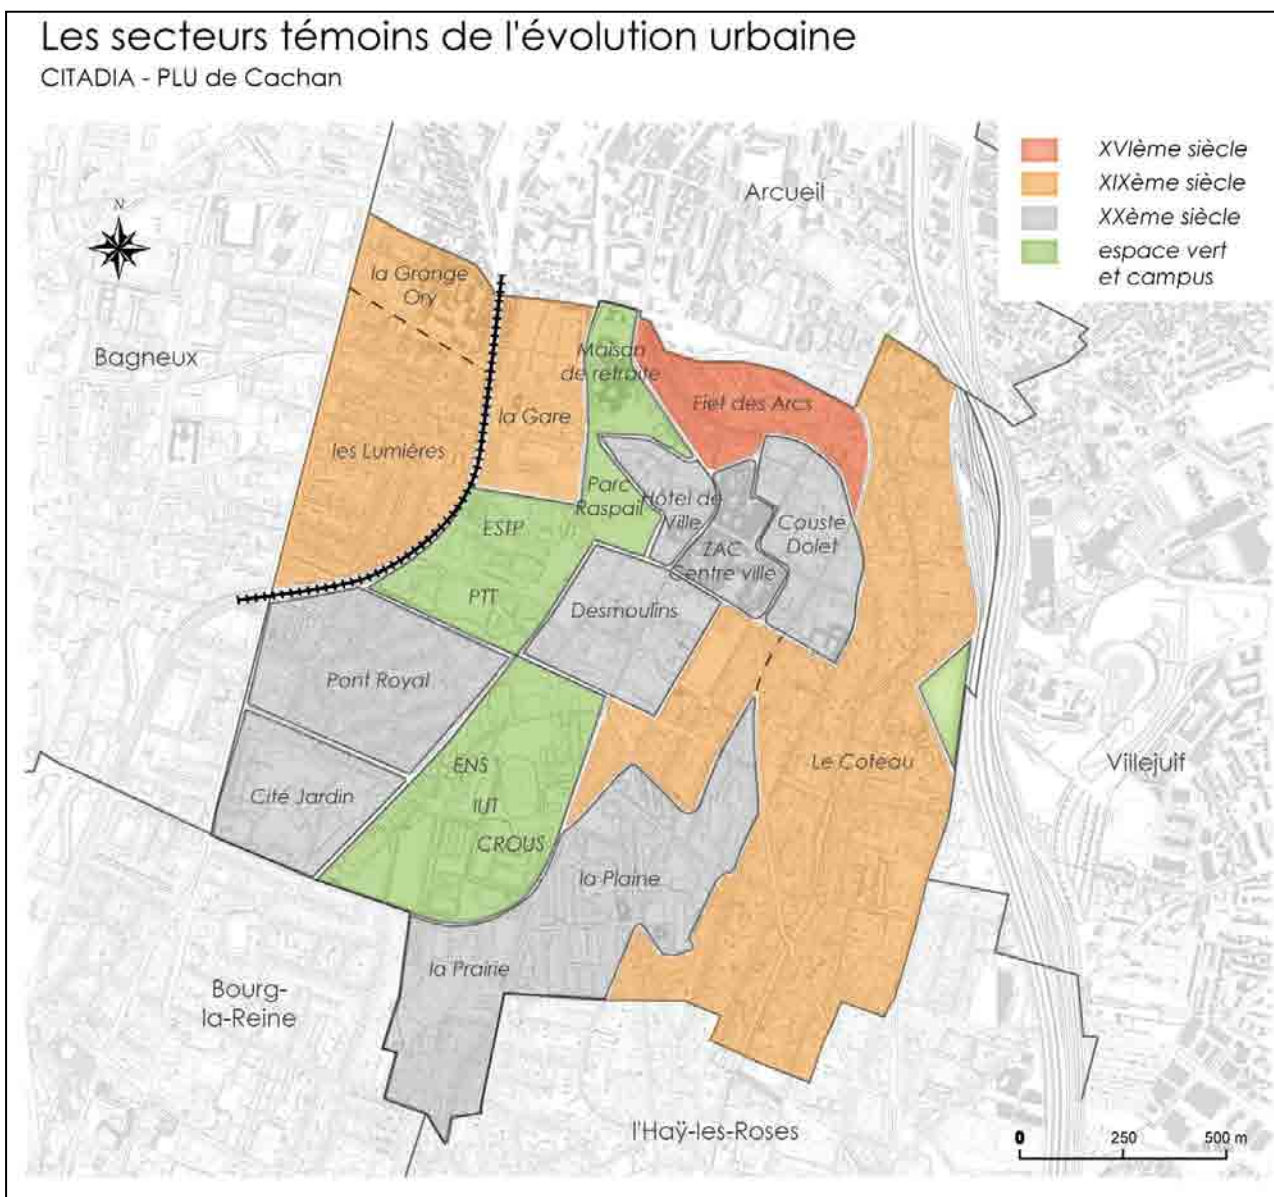 Les secteurs témoins de l'évolution urbaine
CITADIA - PLU de Cachan
XVIème siècle
XIXème siècle
XXème siècle
espace vert
et campus
N
Arcueil
Bagneux
la Grange
Ory
Maison
de retraite
Fief des Arcs
la Gare
les Lumières
Parc
Raspail
Hôtel de
Ville
ESTP
Couste
Dolet
ZAC
Centre ville
PTT
Desmoulins
Pont Royal
ENS
Le Coteau
Villejuif
Cité Jardin
IUT
CROUS
la Plaine
la Prairie
Bourg-
la-Reine
l'Haÿ-les-Roses
0 250 500 m